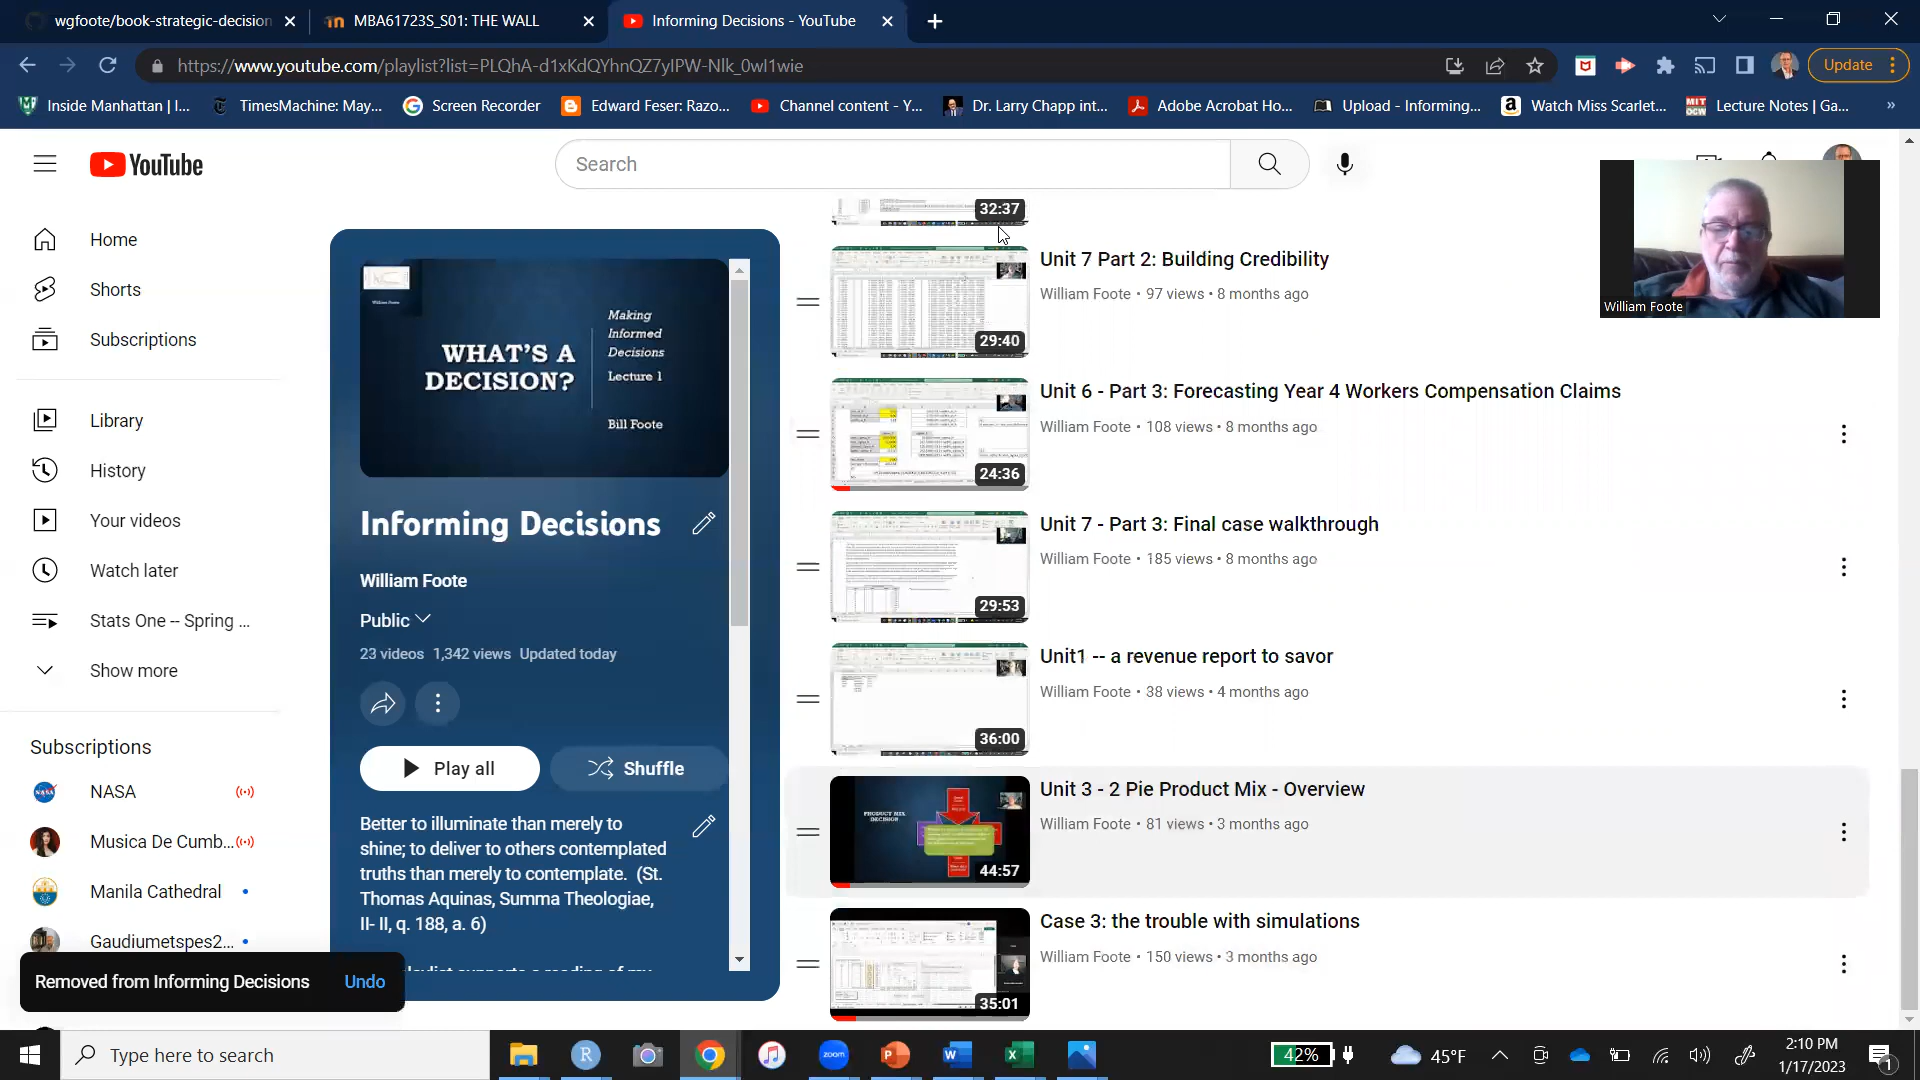 wgfoote/book-strategic-decision
MBA61723S_S01: THE WALL
Informing Decisions - YouTube
https://www.youtube.com/playlist?list=PLQhA-d1xKdQYhnQZ7yIPW-Nlk_0wI1wie
Update
Inside Manhattan | I...
TimesMachine: May...
Screen Recorder
Edward Feser: Razo...
Channel content - Y...
Dr. Larry Chapp int...
Adobe Acrobat Ho...
Upload - Informing...
Watch Miss Scarlet...
Lecture Notes | Ga...
YouTube
Search
Home
Shorts
Subscriptions
Library
History
Your videos
Watch later
Stats One -- Spring ...
Show more
Subscriptions
NASA
Musica De Cumb...
Manila Cathedral
Gaudiumetspes2...
Removed from Informing Decisions
Undo
William Foote
WHAT'S A
DECISION?
Making
Informed
Decisions
Lecture 1
Bill Foote
Informing Decisions
William Foote
Public
23 videos 1,342 views Updated today
Play all
Shuffle
Better to illuminate than merely to
shine; to deliver to others contemplated
truths than merely to contemplate. (St.
Thomas Aquinas, Summa Theologiae,
II- II, q. 188, a. 6)
32:37
29:40
Unit 7 Part 2: Building Credibility
William Foote • 97 views • 8 months ago
24:36
Unit 6 - Part 3: Forecasting Year 4 Workers Compensation Claims
William Foote • 108 views • 8 months ago
29:53
Unit 7 - Part 3: Final case walkthrough
William Foote • 185 views • 8 months ago
36:00
Unit1 -- a revenue report to savor
William Foote • 38 views • 4 months ago
PRODUCT MIX
DECISION
44:57
Unit 3 - 2 Pie Product Mix - Overview
William Foote • 81 views • 3 months ago
35:01
Case 3: the trouble with simulations
William Foote • 150 views • 3 months ago
William Foote
Type here to search
zoom
42%
45°F
2:10 PM
1/17/2023
1